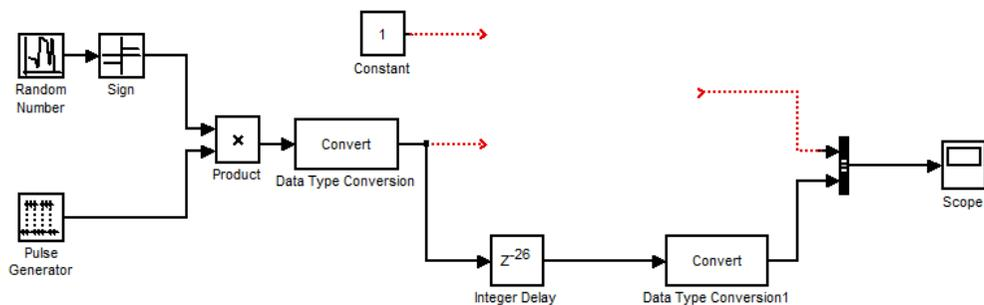 1
Constant
Random
Number
Sign
×
Product
Convert
Data Type Conversion
Pulse
Generator
Z-26
Integer Delay
Convert
Data Type Conversion1
Scope